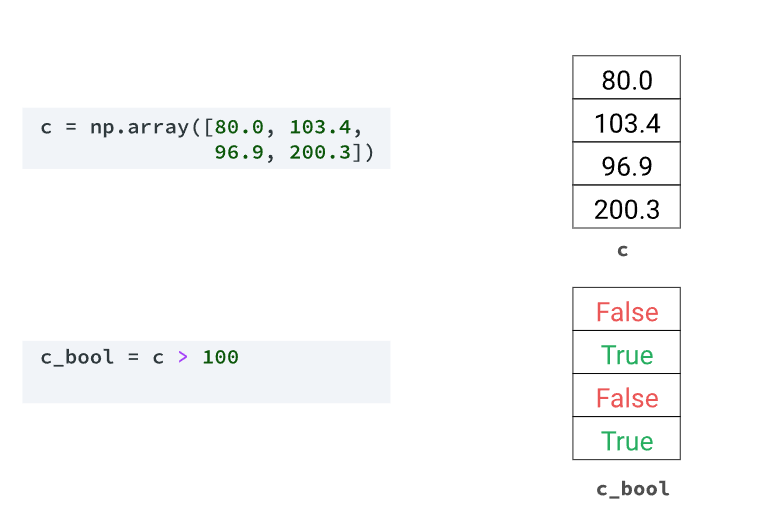 c = np.array([80.0, 103.4,
96.9, 200.3])
80.0
103.4
96.9
200.3
c
c_bool = c > 100
False
True
False
True
c_bool